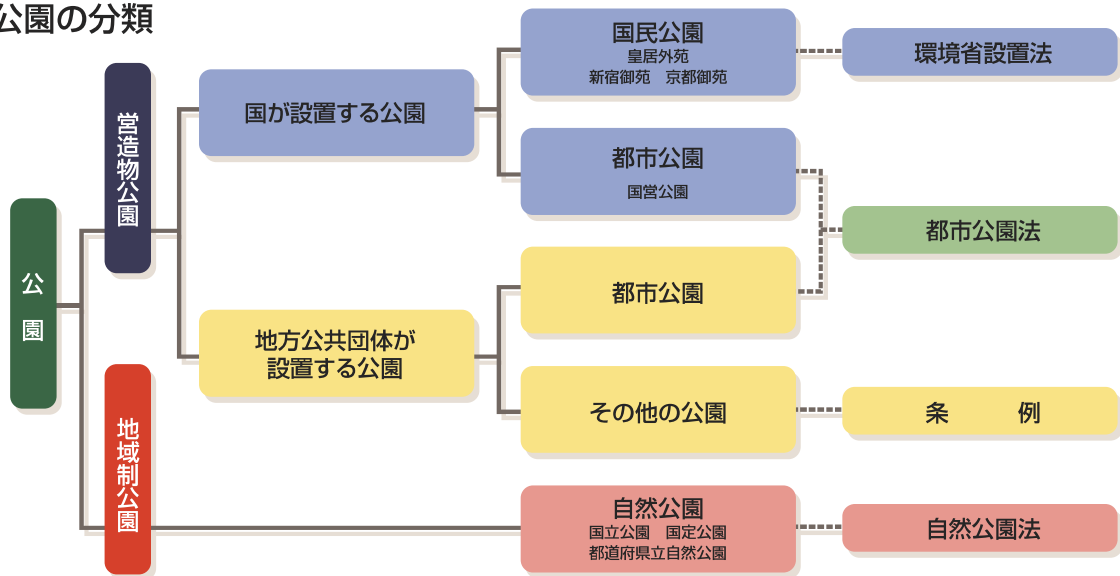 公園の分類
公園
営造物公園
地域制公園
国が設置する公園
地方公共団体が
設置する公園
国民公園
皇居外苑
新宿御苑　京都御苑
都市公園
国営公園
都市公園
その他の公園
自然公園
国立公園　国定公園
都道府県立自然公園
環境省設置法
都市公園法
条　例
自然公園法